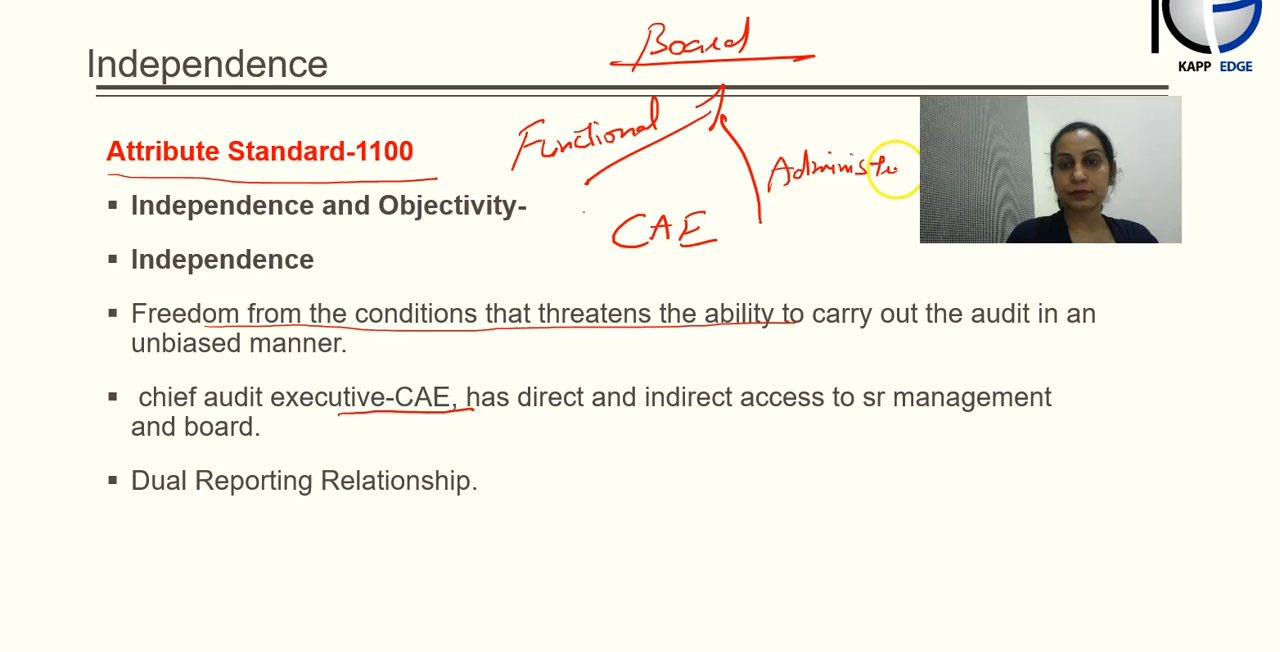 Board
Independence
KAPP EDGE
Functional
Attribute Standard-1100
Administ
CAE
▪ Independence and Objectivity-
▪ Independence
▪ Freedom from the conditions that threatens the ability to carry out the audit in an
unbiased manner.
▪ chief audit executive-CAE, has direct and indirect access to sr management
and board.
▪ Dual Reporting Relationship.